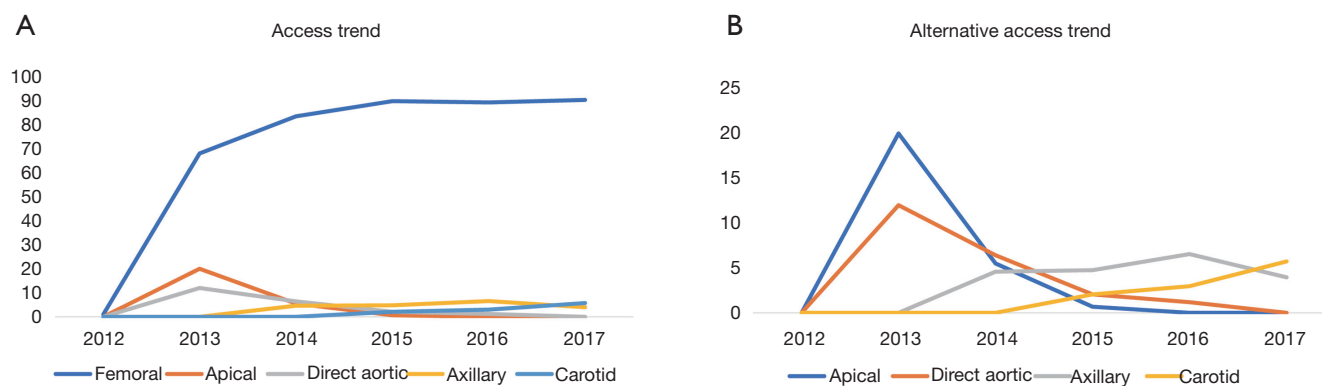 A
Access trend
100
90
80
70
60
50
40
30
20
10
0
2012 2013 2014 2015 2016 2017
Femoral Apical Direct aortic Axillary Carotid
B
Alternative access trend
25
20
15
10
5
0
2012 2013 2014 2015 2016 2017
Apical Direct aortic Axillary Carotid